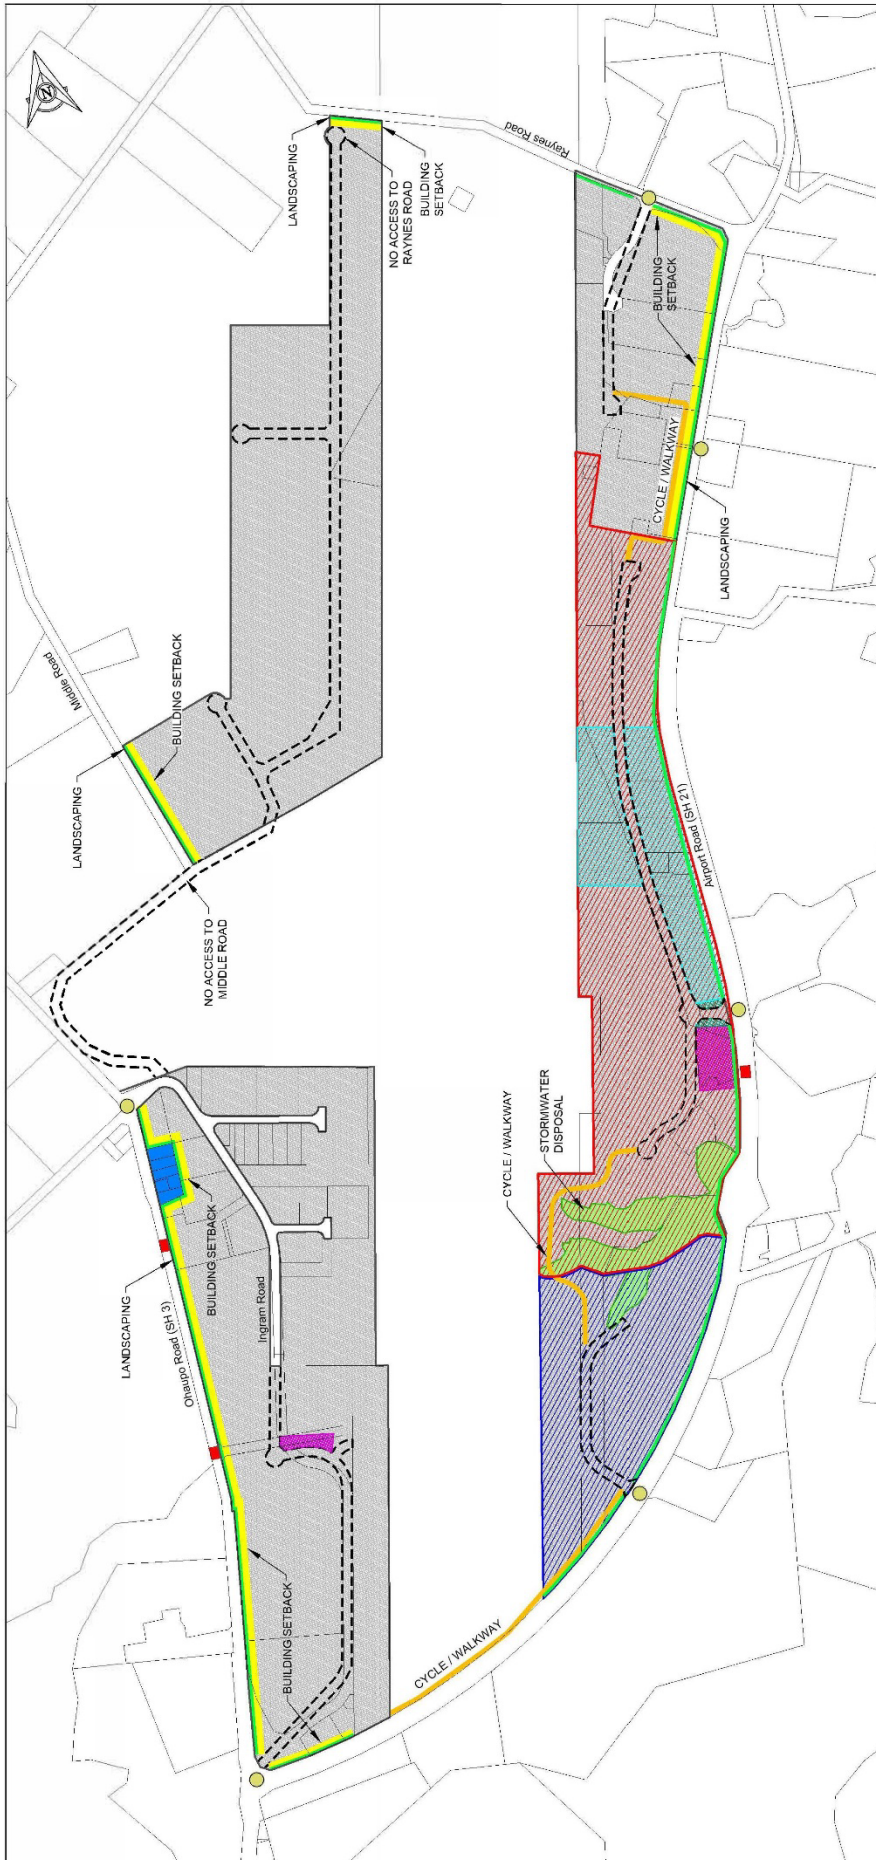 N
LANDSCAPING
NO ACCESS TO
RAYNES ROAD
BUILDING
SETBACK
Raynes Road
BUILDING
SETBACK
CYCLE / WALKWAY
LANDSCAPING
Middle Road
BUILDING SETBACK
LANDSCAPING
NO ACCESS TO
MIDDLE ROAD
Airport Road (SH 21)
CYCLE / WALKWAY
STORMWATER
DISPOSAL
BUILDING SETBACK
LANDSCAPING
Ohaupo Road (SH 3)
Ingram Road
BUILDING SETBACK
CYCLE / WALKWAY